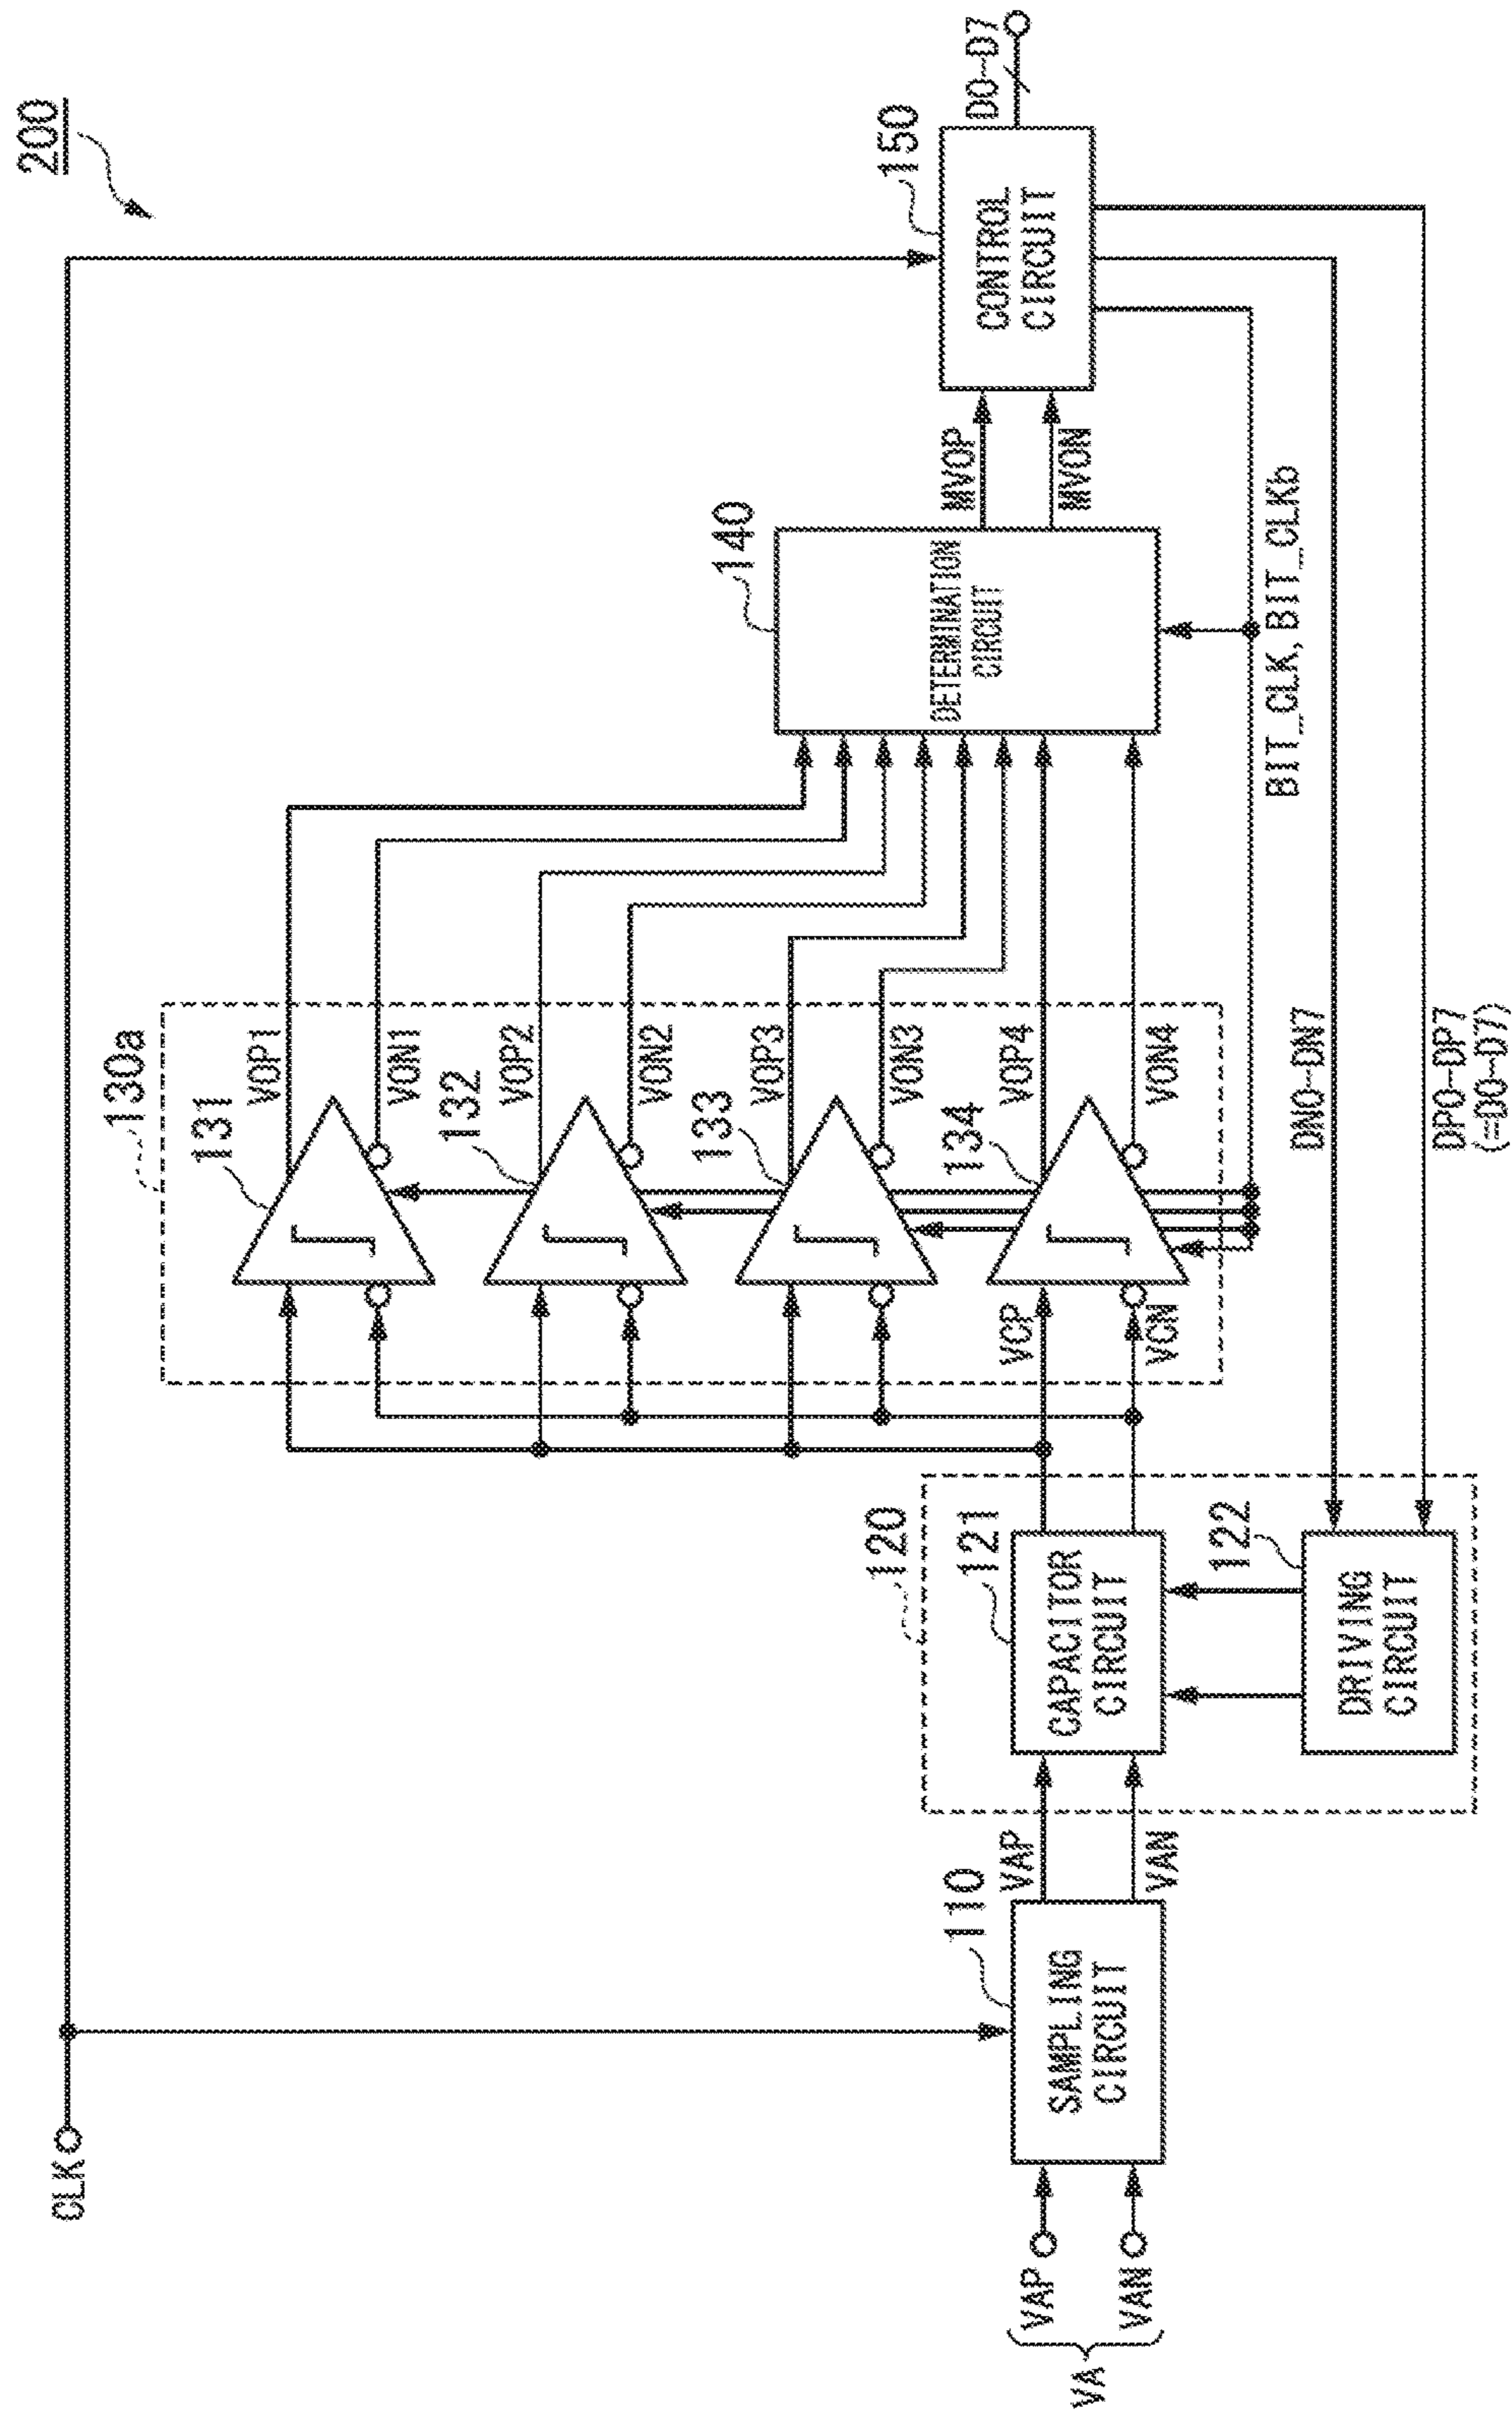 200
CLK
130a
131
VOP1
VON1
132
VOP2
VON2
133
VOP3
VON3
134
VOP4
VON4
VCP
VCN
140
DETERMINATION
CIRCUIT
MVOP
MVON
150
CONTROL
CIRCUIT
D0-D7
BIT_CLK, BIT_CLKb
DN0-DN7
DP0-DP7
(=D0-D7)
120
121
CAPACITOR
CIRCUIT
122
DRIVING
CIRCUIT
110
SAMPLING
CIRCUIT
VAP
VAN
VAP
VAN
VA